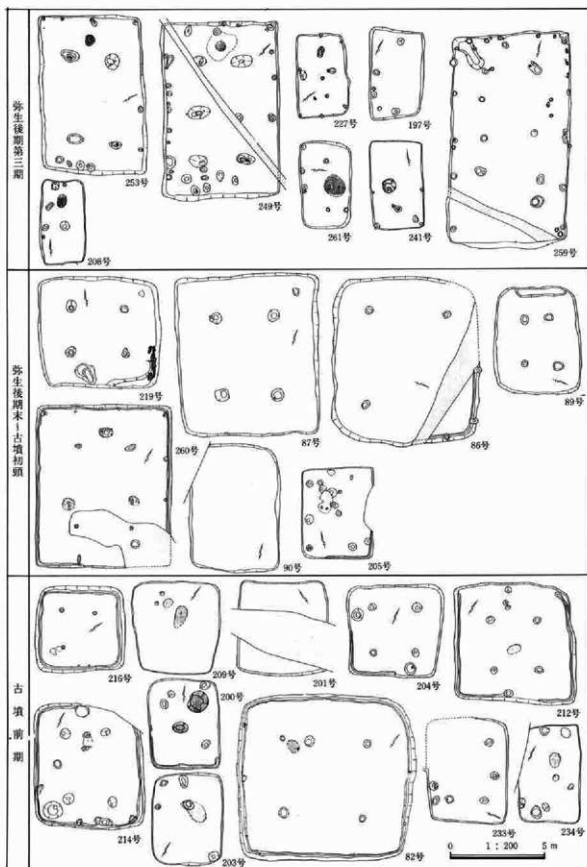 弥生後期第三期
253号
249号
227号
197号
259号
208号
261号
241号
弥生後期末~古墳初頭
219号
87号
86号
89号
260号
90号
205号
古墳前期
216号
209号
201号
204号
212号
200号
214号
203号
82号
233号
234号
0 1:200 5m